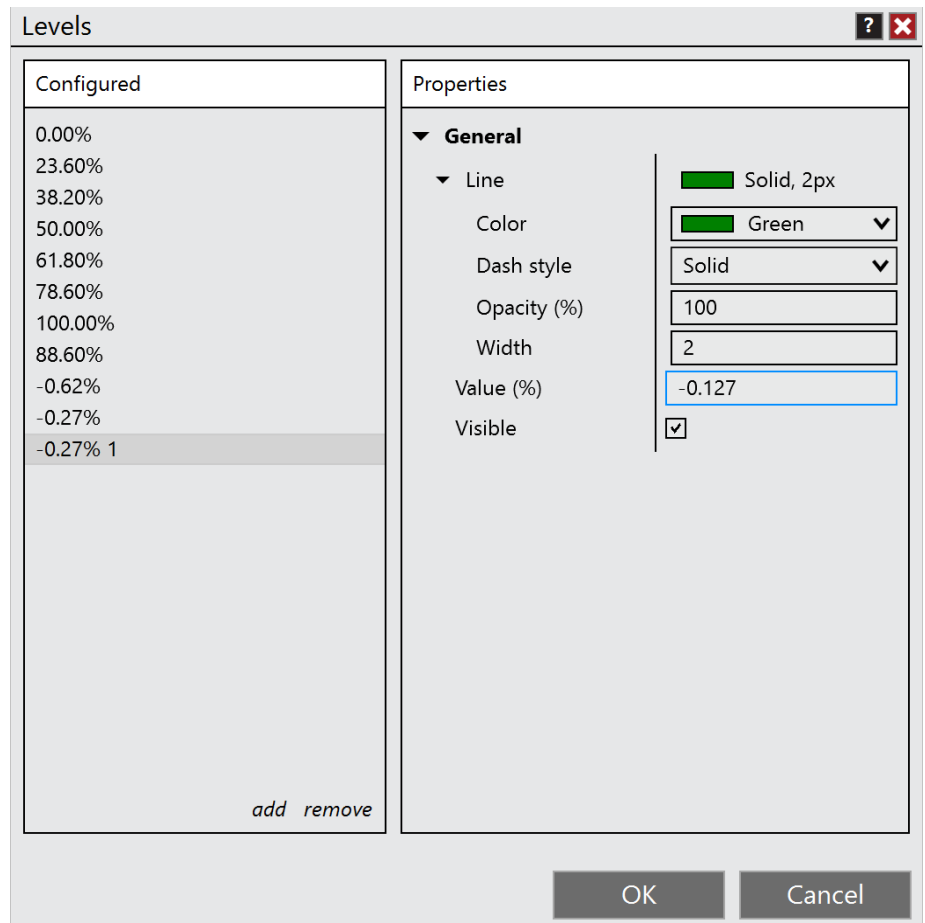 Levels ?
Configured
0.00%
23.60%
38.20%
50.00%
61.80%
78.60%
100.00%
88.60%
-0.62%
-0.27%
-0.27% 1
add remove
Properties
General
Line Solid, 2px
Color Green
Dash style Solid
Opacity (%) 100
Width 2
Value (%) -0.127
Visible
OK Cancel